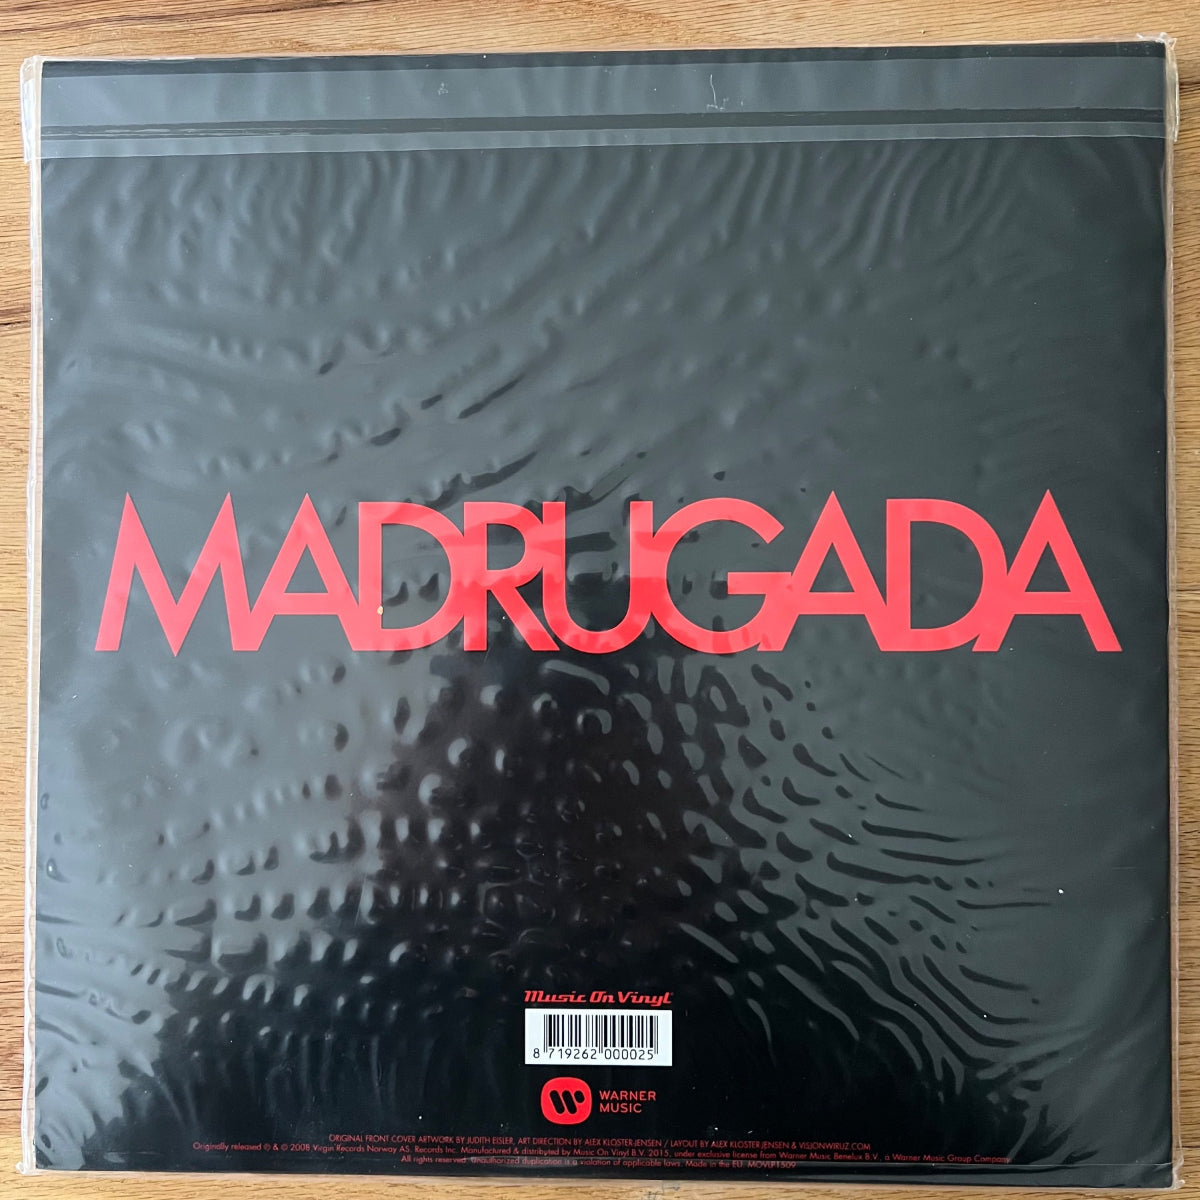 MADRUGADA
Music On Vinyl
8 719262 000025
WARNER
MUSIC
ORIGINAL FRONT COVER ARTWORK BY JUDITH EISLER, ART DIRECTION BY ALEX KLOSTER-JENSEN / LAYOUT BY ALEX KLOSTER-JENSEN & VISIONWIRUZ.COM
Originally released © & © 2008 Virgin Records Norway AS. Records Inc. Manufactured & distributed by Music On Vinyl B.V. 2015, under exclusive license from Warner Music Benelux B.V., a Warner Music Group Company
All rights reserved. Unauthorized duplication is a violation of applicable laws. Made in the EU. MOVLP1509